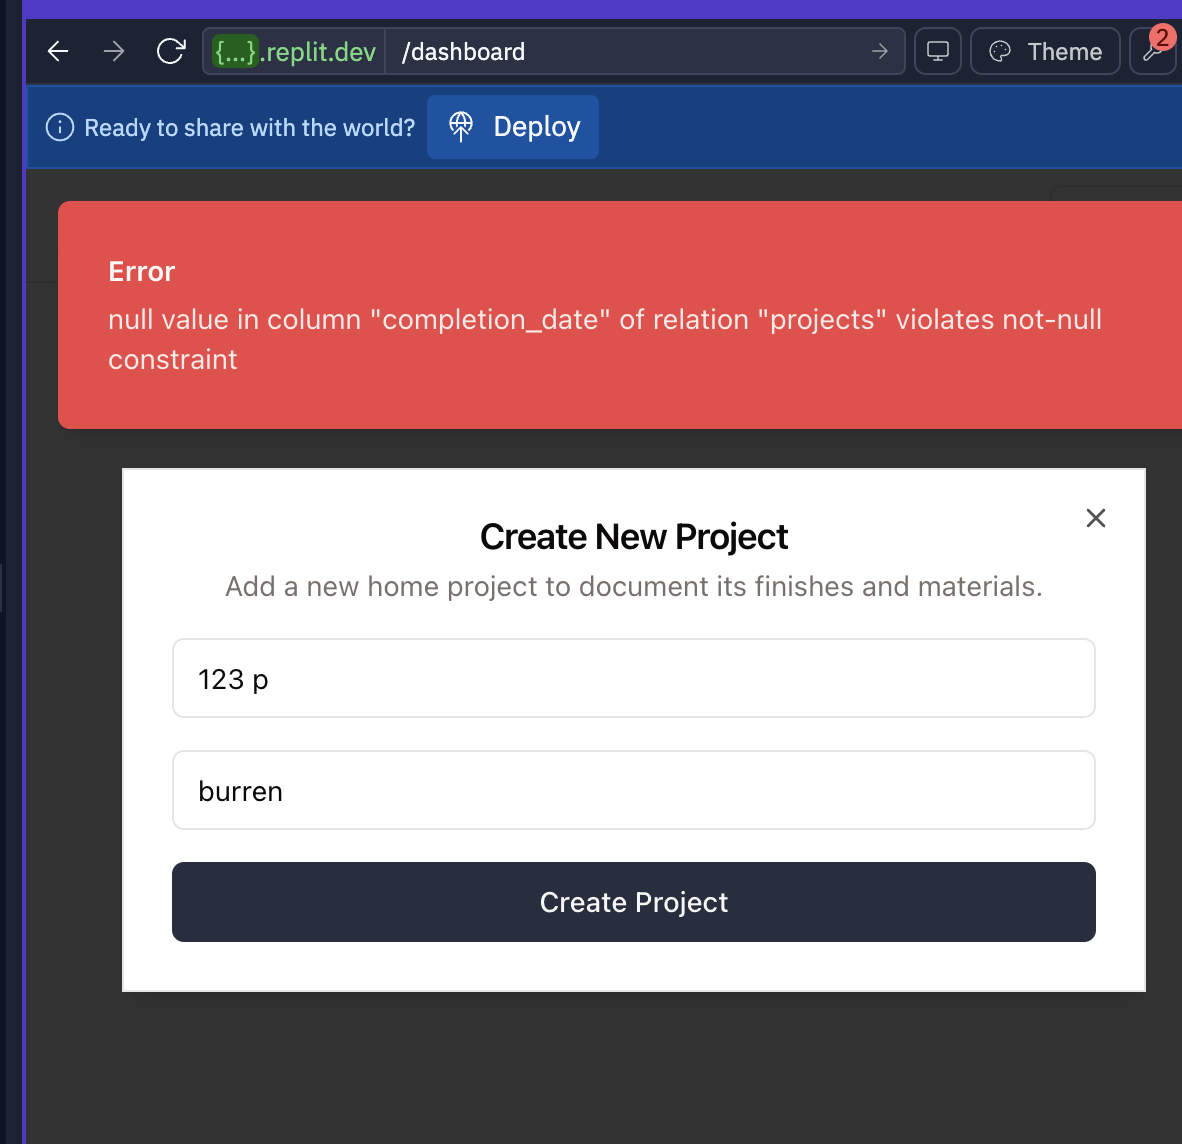 {...}.replit.dev /dashboard Theme 2
Ready to share with the world? Deploy
Error
null value in column "completion_date" of relation "projects" violates not-null
constraint
Create New Project
Add a new home project to document its finishes and materials.
123 p
burren
Create Project